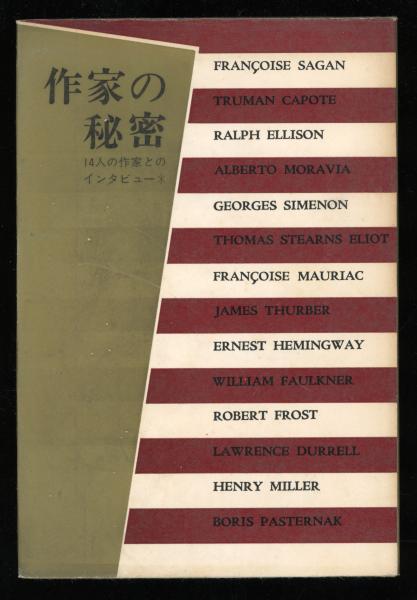 作家の
秘密
14人の作家との
インタビュー＊
FRANÇOISE SAGAN
TRUMAN CAPOTE
RALPH ELLISON
ALBERTO MORAVIA
GEORGES SIMENON
THOMAS STEARNS ELIOT
FRANÇOISE MAURIAC
JAMES THURBER
ERNEST HEMINGWAY
WILLIAM FAULKNER
ROBERT FROST
LAWRENCE DURRELL
HENRY MILLER
BORIS PASTERNAK